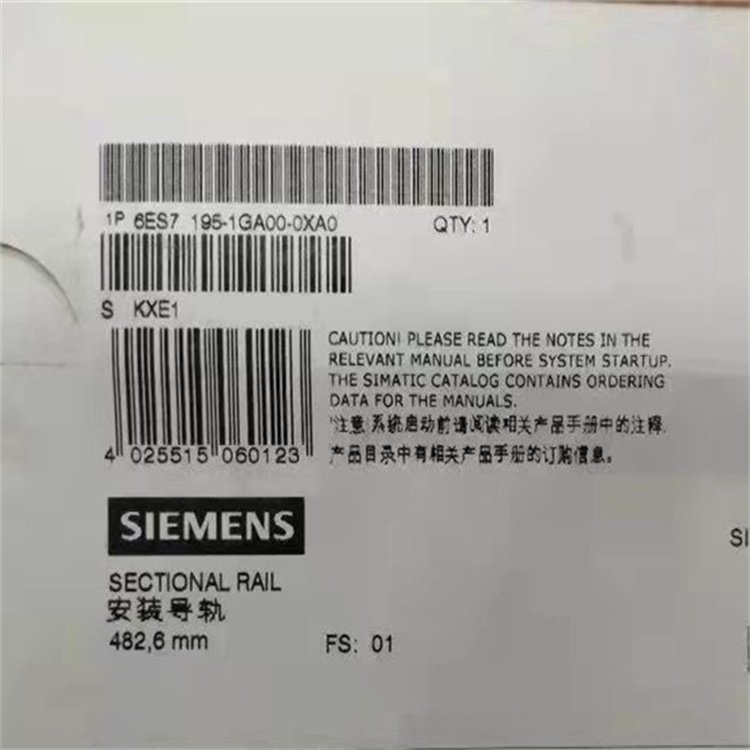 1P 6ES7 195-1GA00-0XA0 QTY: 1
S KXE1
CAUTION! PLEASE READ THE NOTES IN THE
RELEVANT MANUAL BEFORE SYSTEM STARTUP.
THE SIMATIC CATALOG CONTAINS ORDERING
DATA FOR THE MANUALS.
注意:系统启动前请阅读相关产品手册中的注释,
产品目录中有相关产品手册的订购信息。
4 025515 060123
SIEMENS
SECTIONAL RAIL
安装导轨
482,6 mm FS: 01
SI